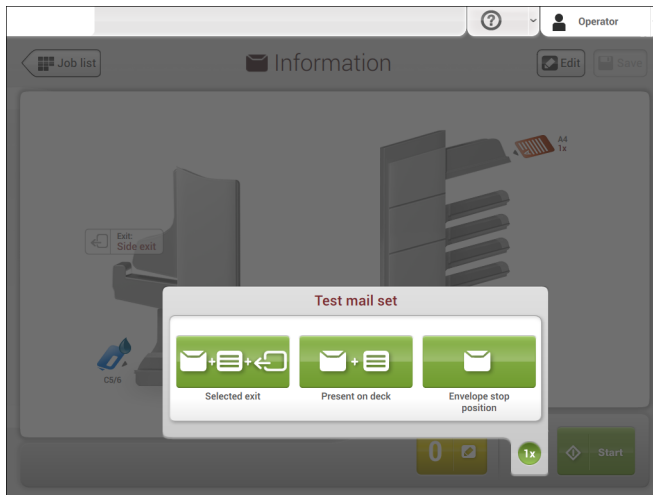 Operator
Job list
Information
Edit
Save
A4
1x
Exit:
Side exit
C5/6
Test mail set
Selected exit
Present on deck
Envelope stop
position
0
1x
Start